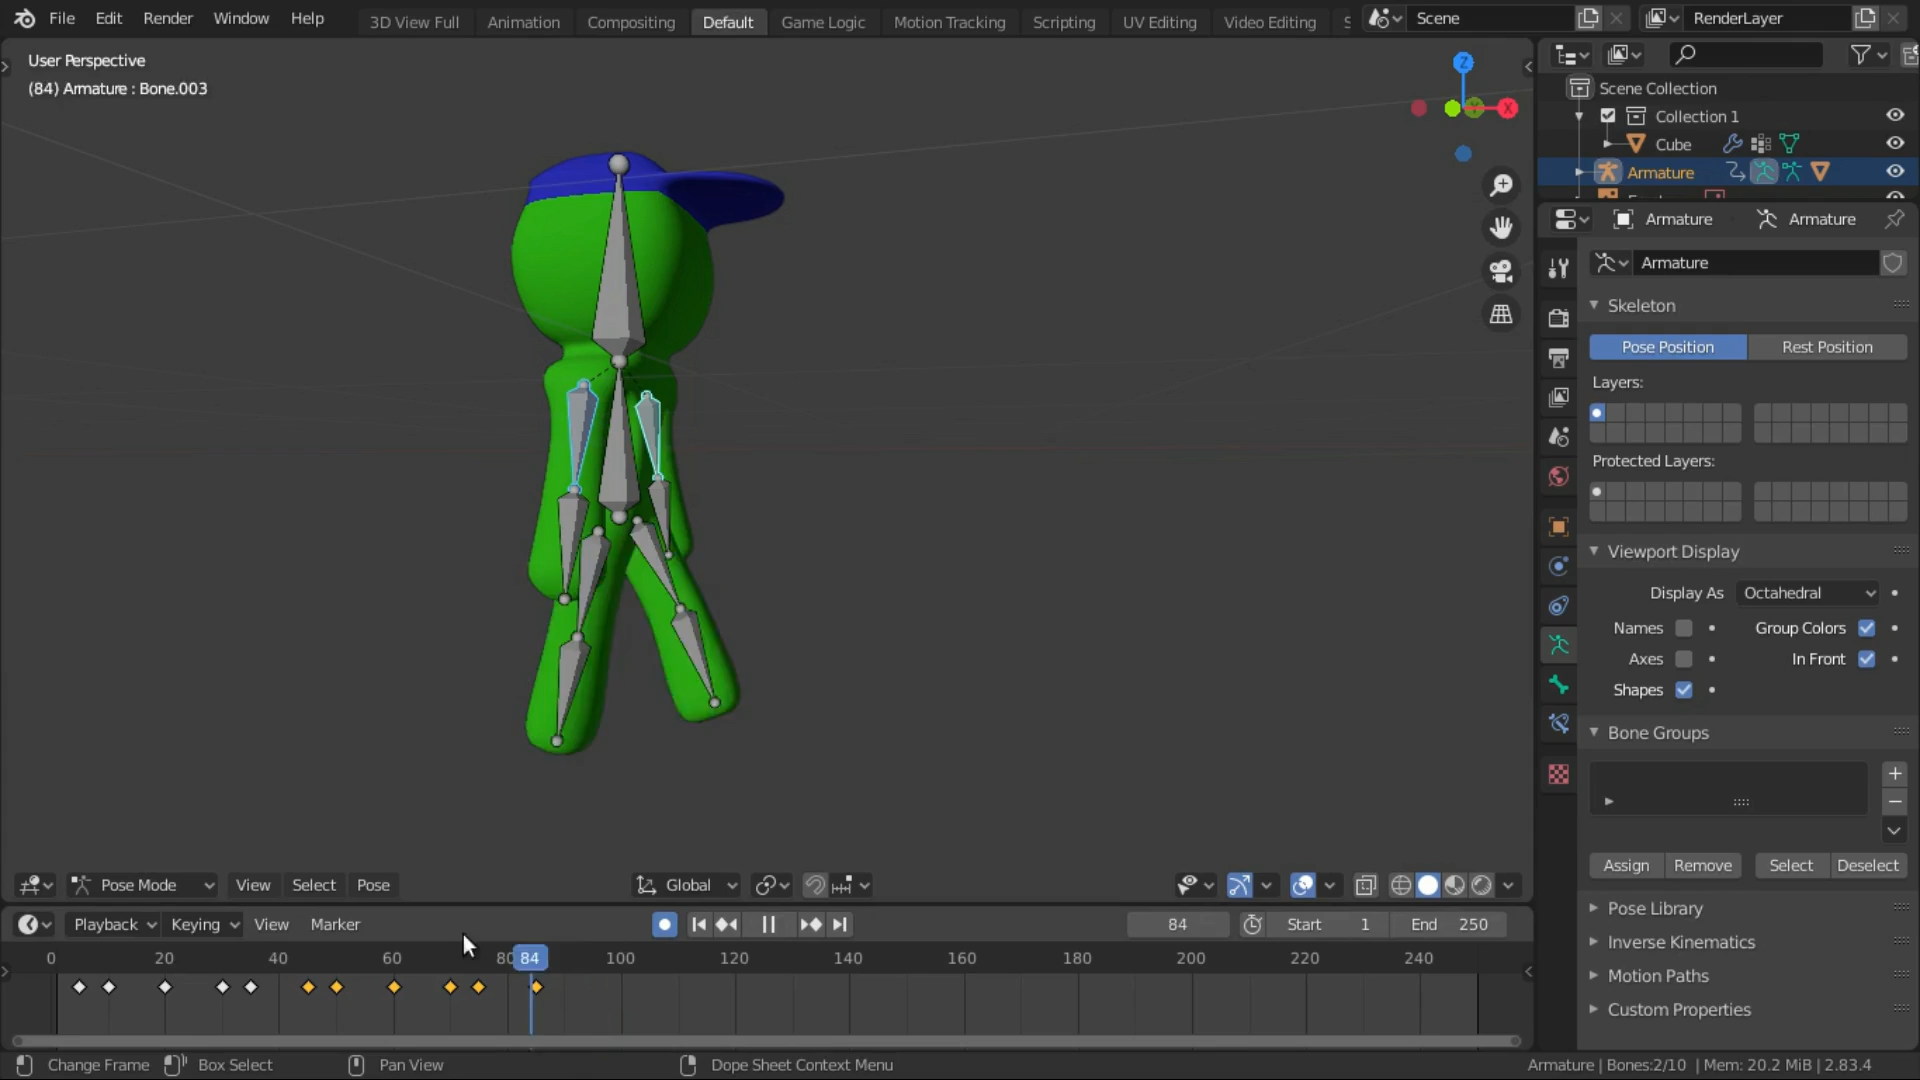 File Edit Render Window Help 3D View Full Animation Compositing Default Game Logic Motion Tracking Scripting UV Editing Video Editing Scene RenderLayer
User Perspective
(84) Armature : Bone.003
Z
X
Scene Collection
Collection 1
Cube
Armature
Armature Armature
Armature
Skeleton
Pose Position Rest Position
Layers:
Protected Layers:
Viewport Display
Display As Octahedral
Names Group Colors
Axes In Front
Shapes
Bone Groups
Assign Remove Select Deselect
Pose Library
Inverse Kinematics
Motion Paths
Custom Properties
Pose Mode View Select Pose Global
Playback Keying View Marker 84 Start 1 End 250
0 20 40 60 80 84 100 120 140 160 180 200 220 240
Change Frame Box Select Pan View Dope Sheet Context Menu Armature | Bones:2/10 | Mem: 20.2 MiB | 2.83.4